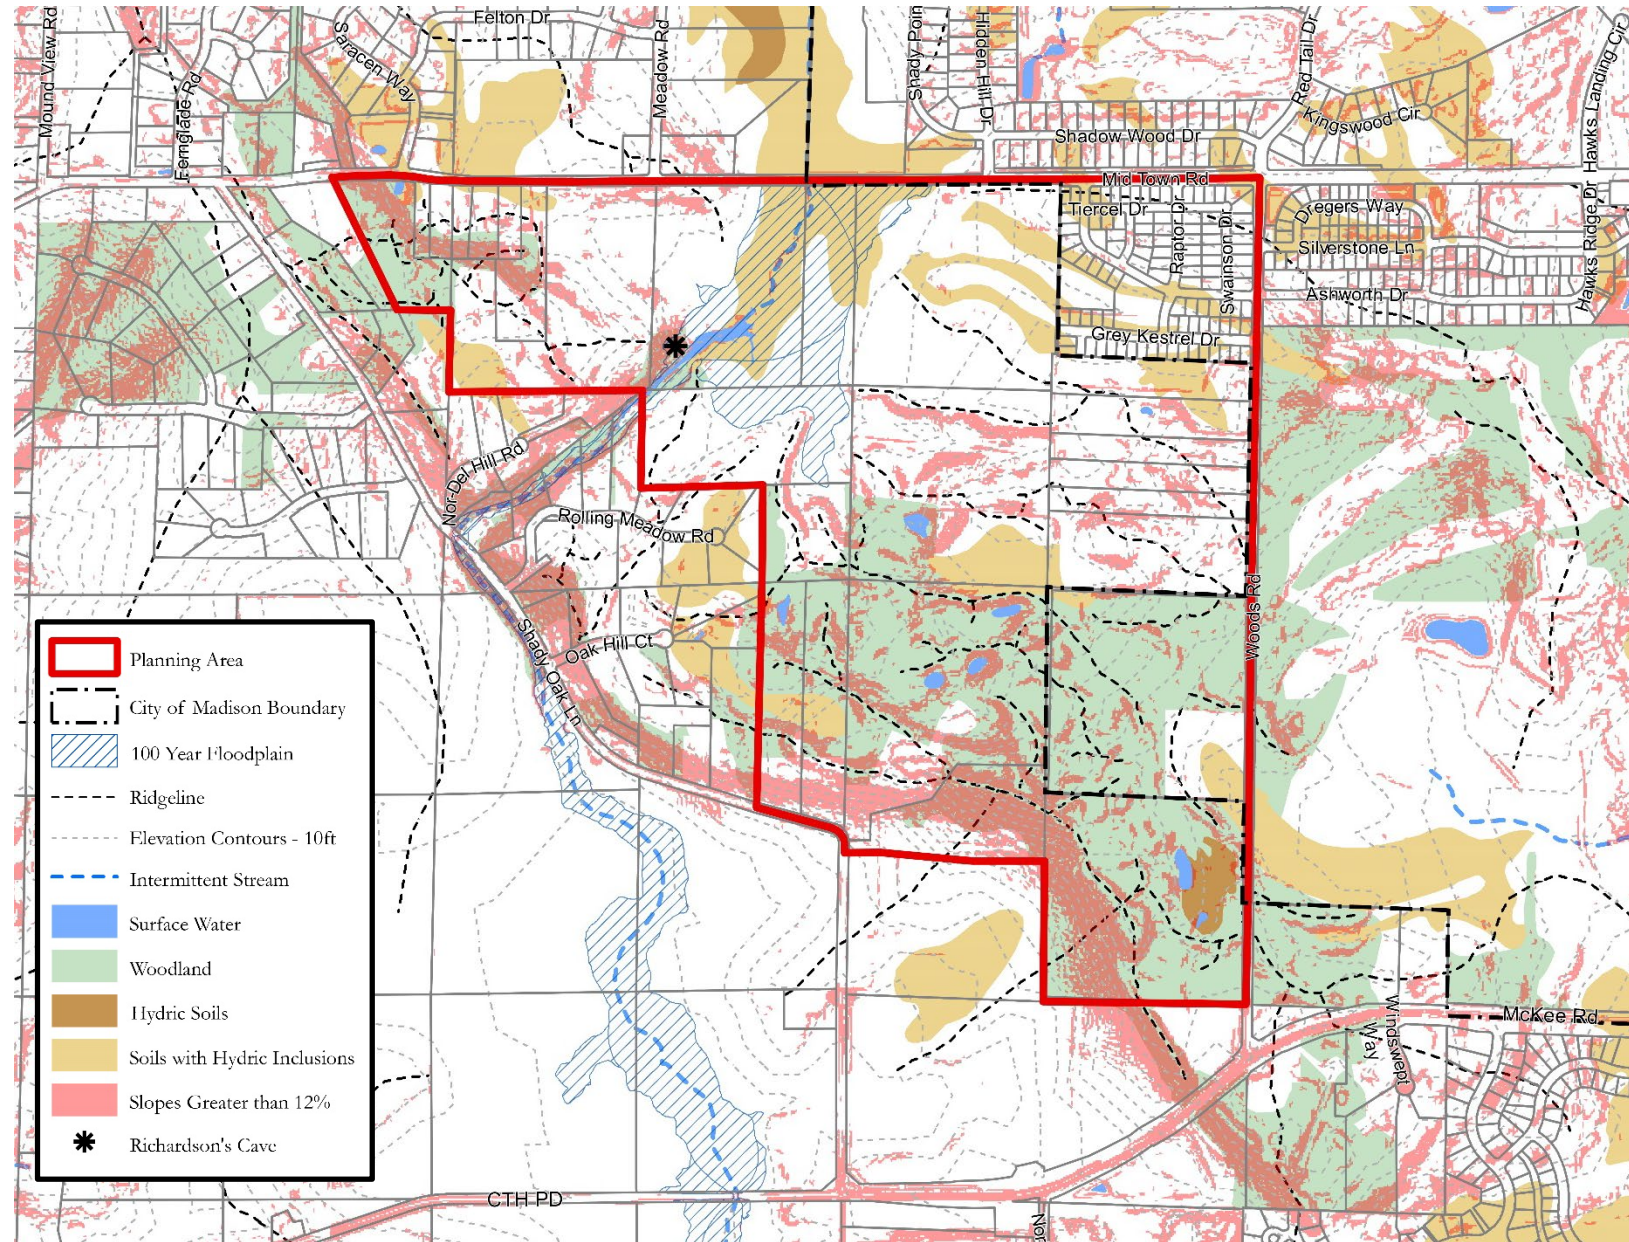 Mound View Rd
Fernglade Rd
Saracen Way
Felton Dr
Meadow Rd
Shady Poin
Hidden Hill Dr
Red Tail Dr
Kingswood Cir
Hawks Landing Cir
Shadow Wood Dr
Mid Town Rd
Tiercel Dr
Raptor Dr
Swainson Dr
Dregers Way
Silverstone Ln
Ashworth Dr
Hawks Ridge Dr
Grey Kestrel Dr
Nor-Del Hill Rd
Rolling Meadow Rd
Oak Hill Ct
Shady Oak Ln
Woods Rd
McKee Rd
Windswept
Way
CTH PD
Nor
Planning Area
City of Madison Boundary
100 Year Floodplain
Ridgeline
Elevation Contours - 10ft
Intermittent Stream
Surface Water
Woodland
Hydric Soils
Soils with Hydric Inclusions
Slopes Greater than 12%
Richardson's Cave